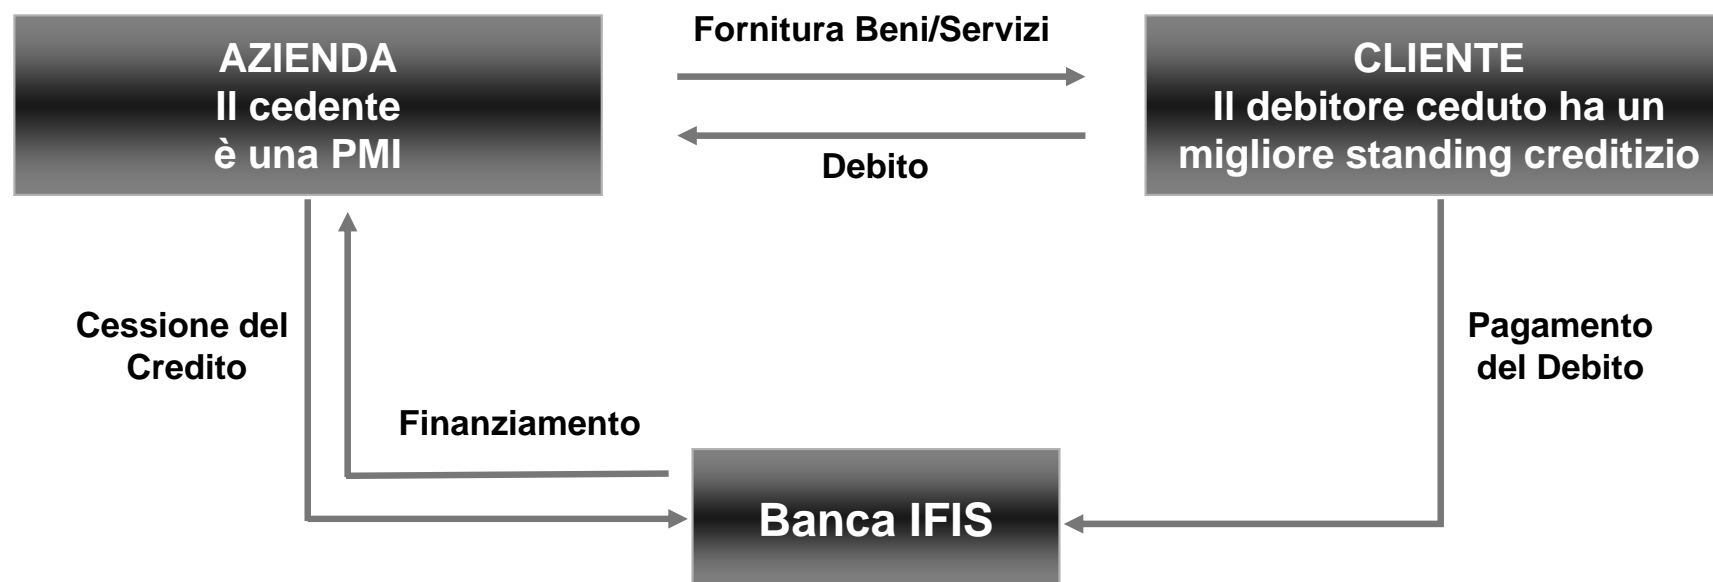 Fornitura Beni/Servizi
AZIENDA
Il cedente
è una PMI
CLIENTE
Il debitore ceduto ha un
migliore standing creditizio
Debito
Cessione del
Credito
Pagamento
del Debito
Finanziamento
Banca IFIS